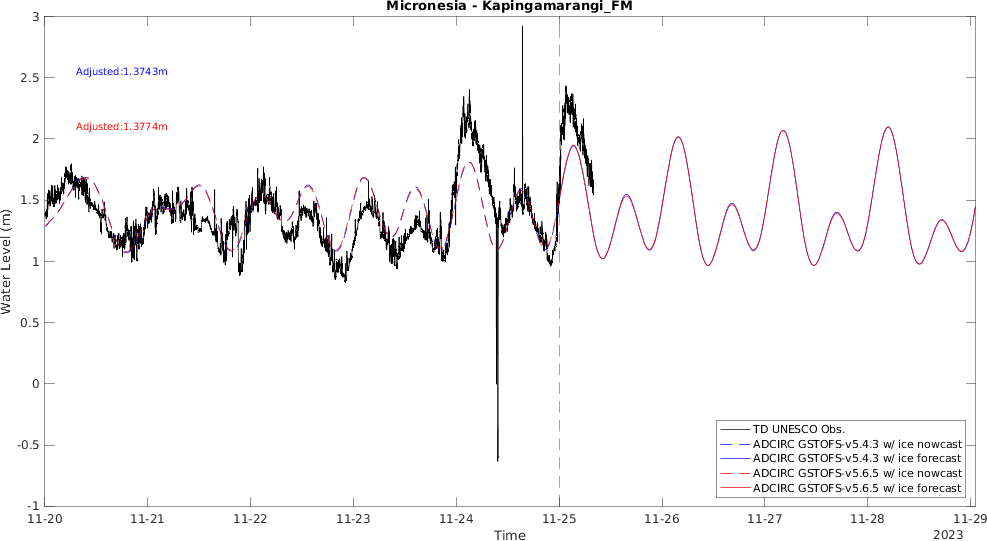 Micronesia - Kapingamarangi_FM
Adjusted:1.3743m
Adjusted:1.3774m
Water Level (m)
3
2.5
2
1.5
1
0.5
0
-0.5
-1
11-20 11-21 11-22 11-23 11-24 11-25 11-26 11-27 11-28 11-29
Time
2023
TD UNESCO Obs.
ADCIRC GSTOFS-v5.4.3 w/ ice nowcast
ADCIRC GSTOFS-v5.4.3 w/ ice forecast
ADCIRC GSTOFS-v5.6.5 w/ ice nowcast
ADCIRC GSTOFS-v5.6.5 w/ ice forecast